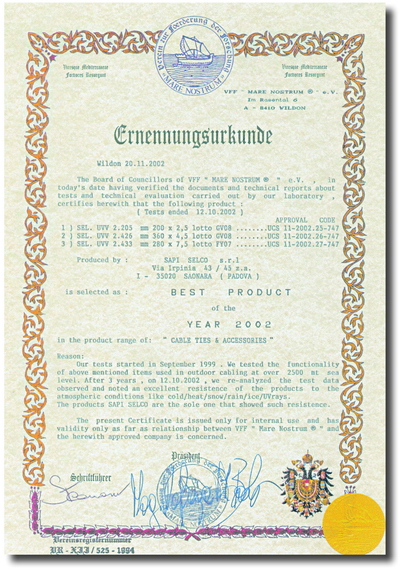 Verein zur Foerderung der Forschung
"MARE NOSTRUM"
VFF "MARE NOSTRUM ® e.V.
Im Rosental 6
A - 8410 WILDON
Ernennungsurkunde
Wildon 20.11.2002
The Board of Councillors of VFF " MARE NOSTRUM ® " e.V. , in
today's date having verified the documents and technical reports about
tests and technical evaluation carried out by our laboratory ,
certifies herewith that the following product :
( Tests ended 12.10.2002 )
APPROVAL CODE
1 ) SEL. UVV 2.205 mm 200 x 2,5 lotto GV08 ........UCS 11-2002.25-747
2 ) SEL. UVV 2.426 mm 360 x 4,5 lotto GV08 ........UCS 11-2002.26-747
3 ) SEL. UVV 2.433 mm 280 x 7,5 lotto FY07 ........UCS 11-2002.27-747
Produced by : SAPI SELCO s.r.l
Via Irpinia 43 / 45 z.a.
I - 35020 SAONARA ( PADOVA )
is selected as : BEST PRODUCT
of the
YEAR 2002
in the product range of: " CABLE TIES & ACCESSORIES "
Reason:
Our tests started in September 1999 . We tested the functionality
of above mentioned items used in outdoor cabling at over 2500 mt sea
level. After 3 years , on 12.10.2002 , we re-analyzed the test data
observed and noted an excellent resistence of the products to the
atmospheric conditions like cold/heat/snow/rain/ice/UVrays.
The products SAPI SELCO are the sole one that showed such resistence.
The present Certificate is issued only for internal use and has
validity only as far as relationship between VFF " Mare Nostrum ® " and
the herewith approved company is concerned.
Präsident
Schriftführer
Vereinsregisternummer
VR - XII / 525 - 1994